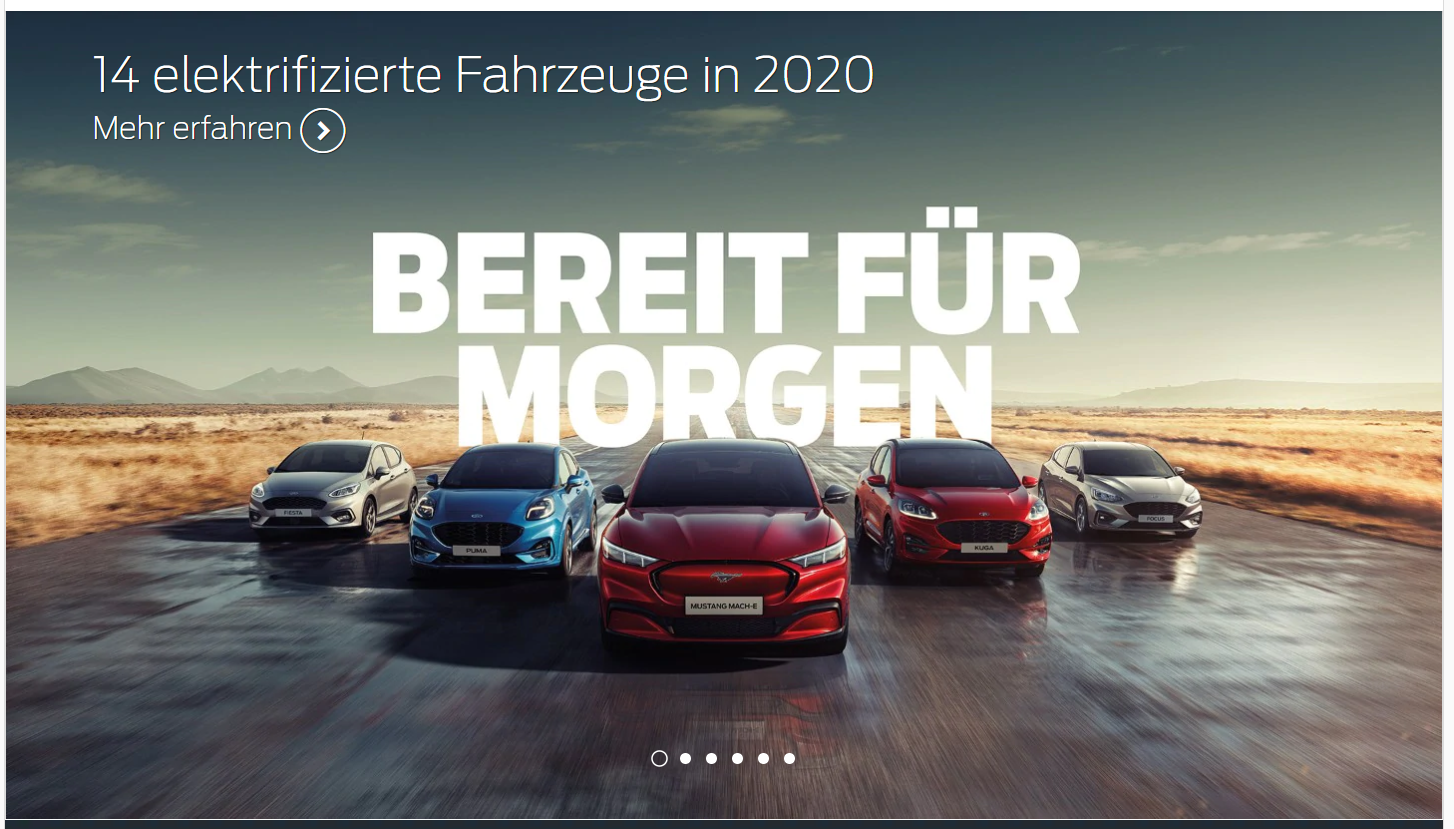 14 elektrifizierte Fahrzeuge in 2020
Mehr erfahren
BEREIT FÜR
MORGEN
FIESTA
PUMA
MUSTANG MACH-E
KUGA
FOCUS